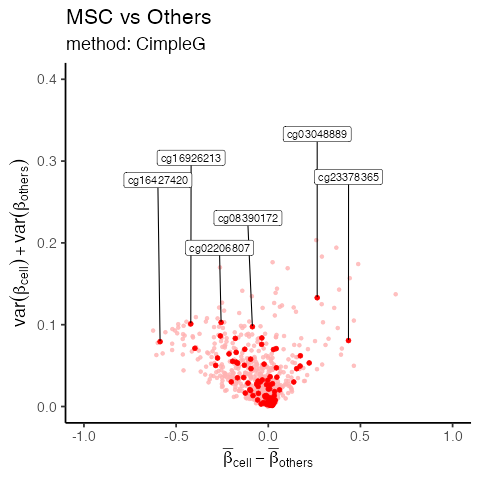 MSC vs Others
method: CimpleG
var(βcell) + var(βothers)
0.4
0.3
0.2
0.1
0.0
cg03048889
cg16926213
cg16427420
cg23378365
cg08390172
cg02206807
-1.0 -0.5 0.0 0.5 1.0
β̅cell − β̅others